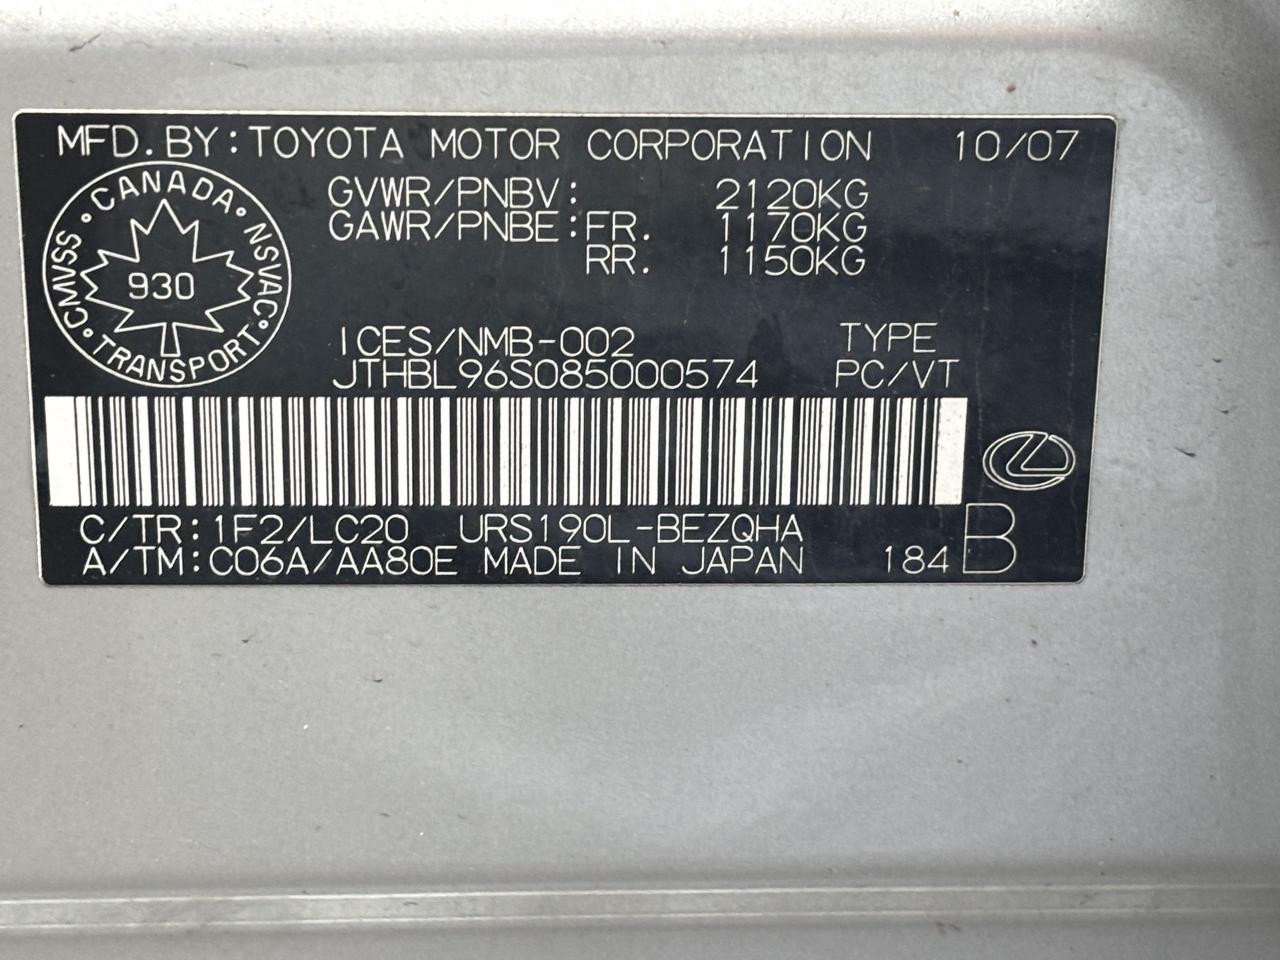 MFD. BY: TOYOTA MOTOR CORPORATION 10/07
CANADA · NSVAC · TRANSPORT · CMVSS ·
930
GVWR/PNBV: 2120KG
GAWR/PNBE: FR. 1170KG
RR. 1150KG
ICES/NMB-002 TYPE
JTHBL96S085000574 PC/VT
C/TR: 1F2/LC20 URS190L-BEZQHA
A/TM: C06A/AA80E MADE IN JAPAN 184 B